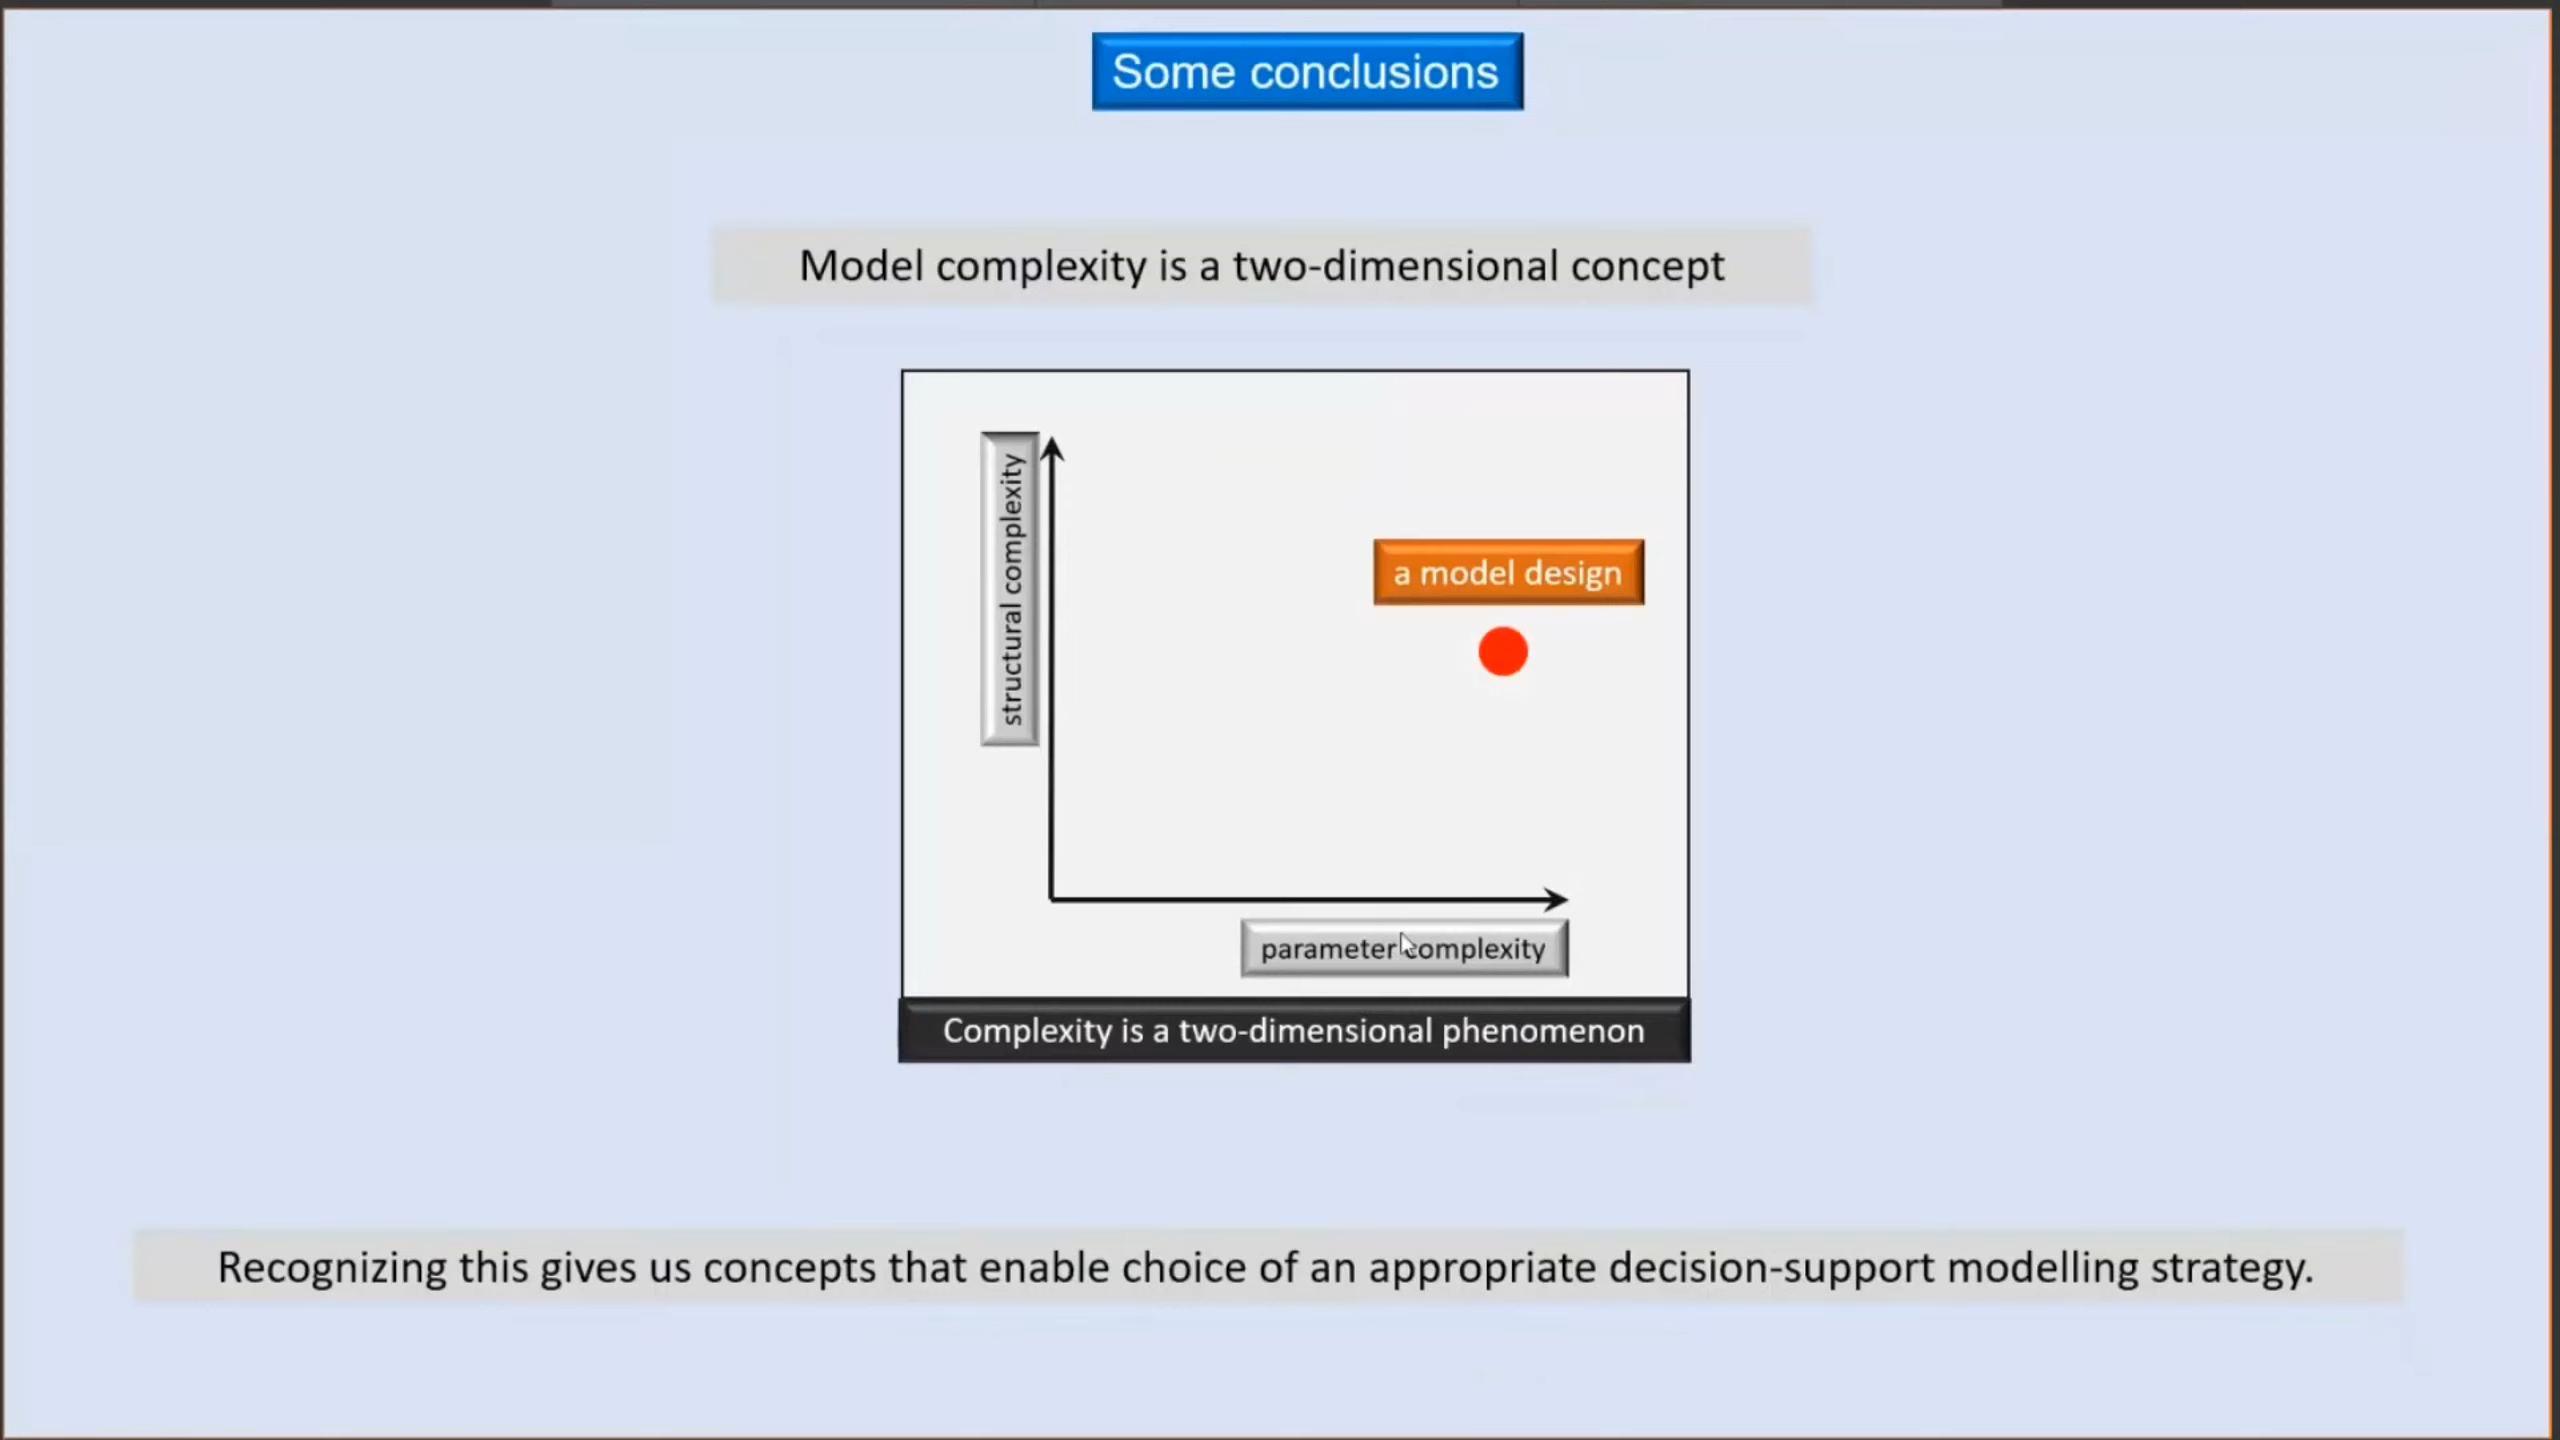 Some conclusions
Model complexity is a two-dimensional concept
structural complexity
a model design
parameter complexity
Complexity is a two-dimensional phenomenon
Recognizing this gives us concepts that enable choice of an appropriate decision-support modelling strategy.